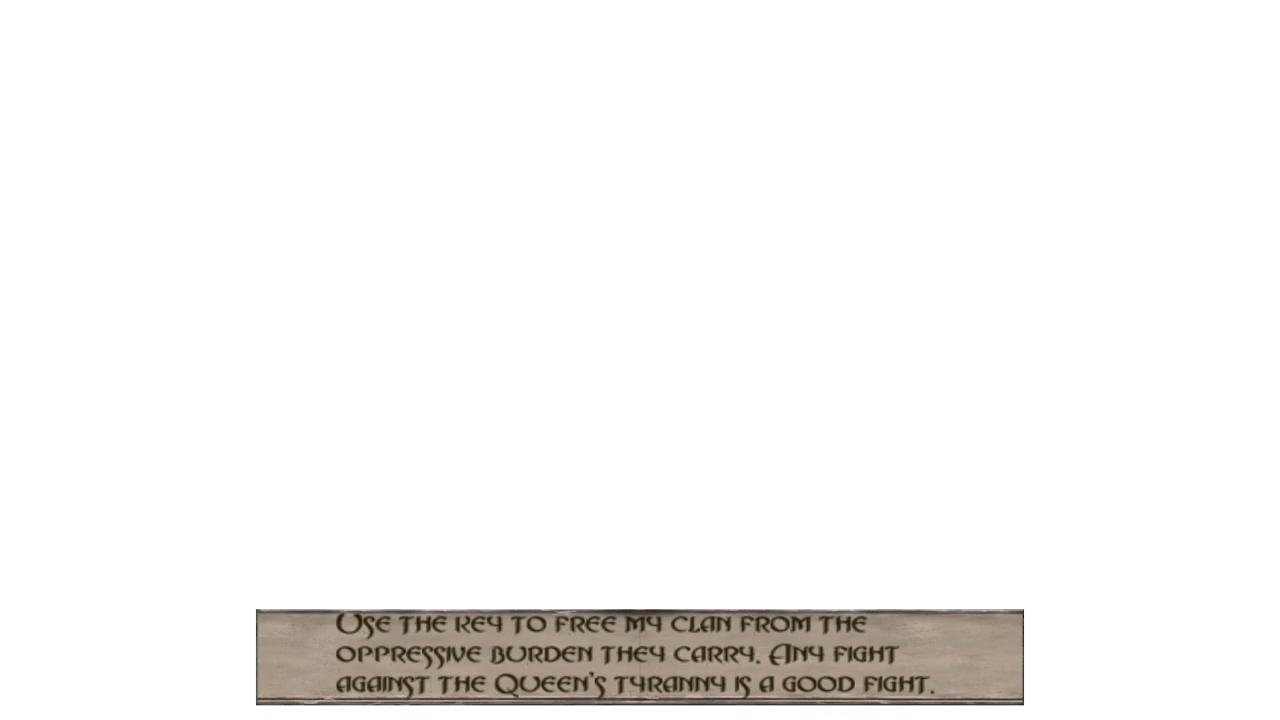 Use the key to free my clan from the
oppressive burden they carry. Any fight
against the Queen's tyranny is a good fight.